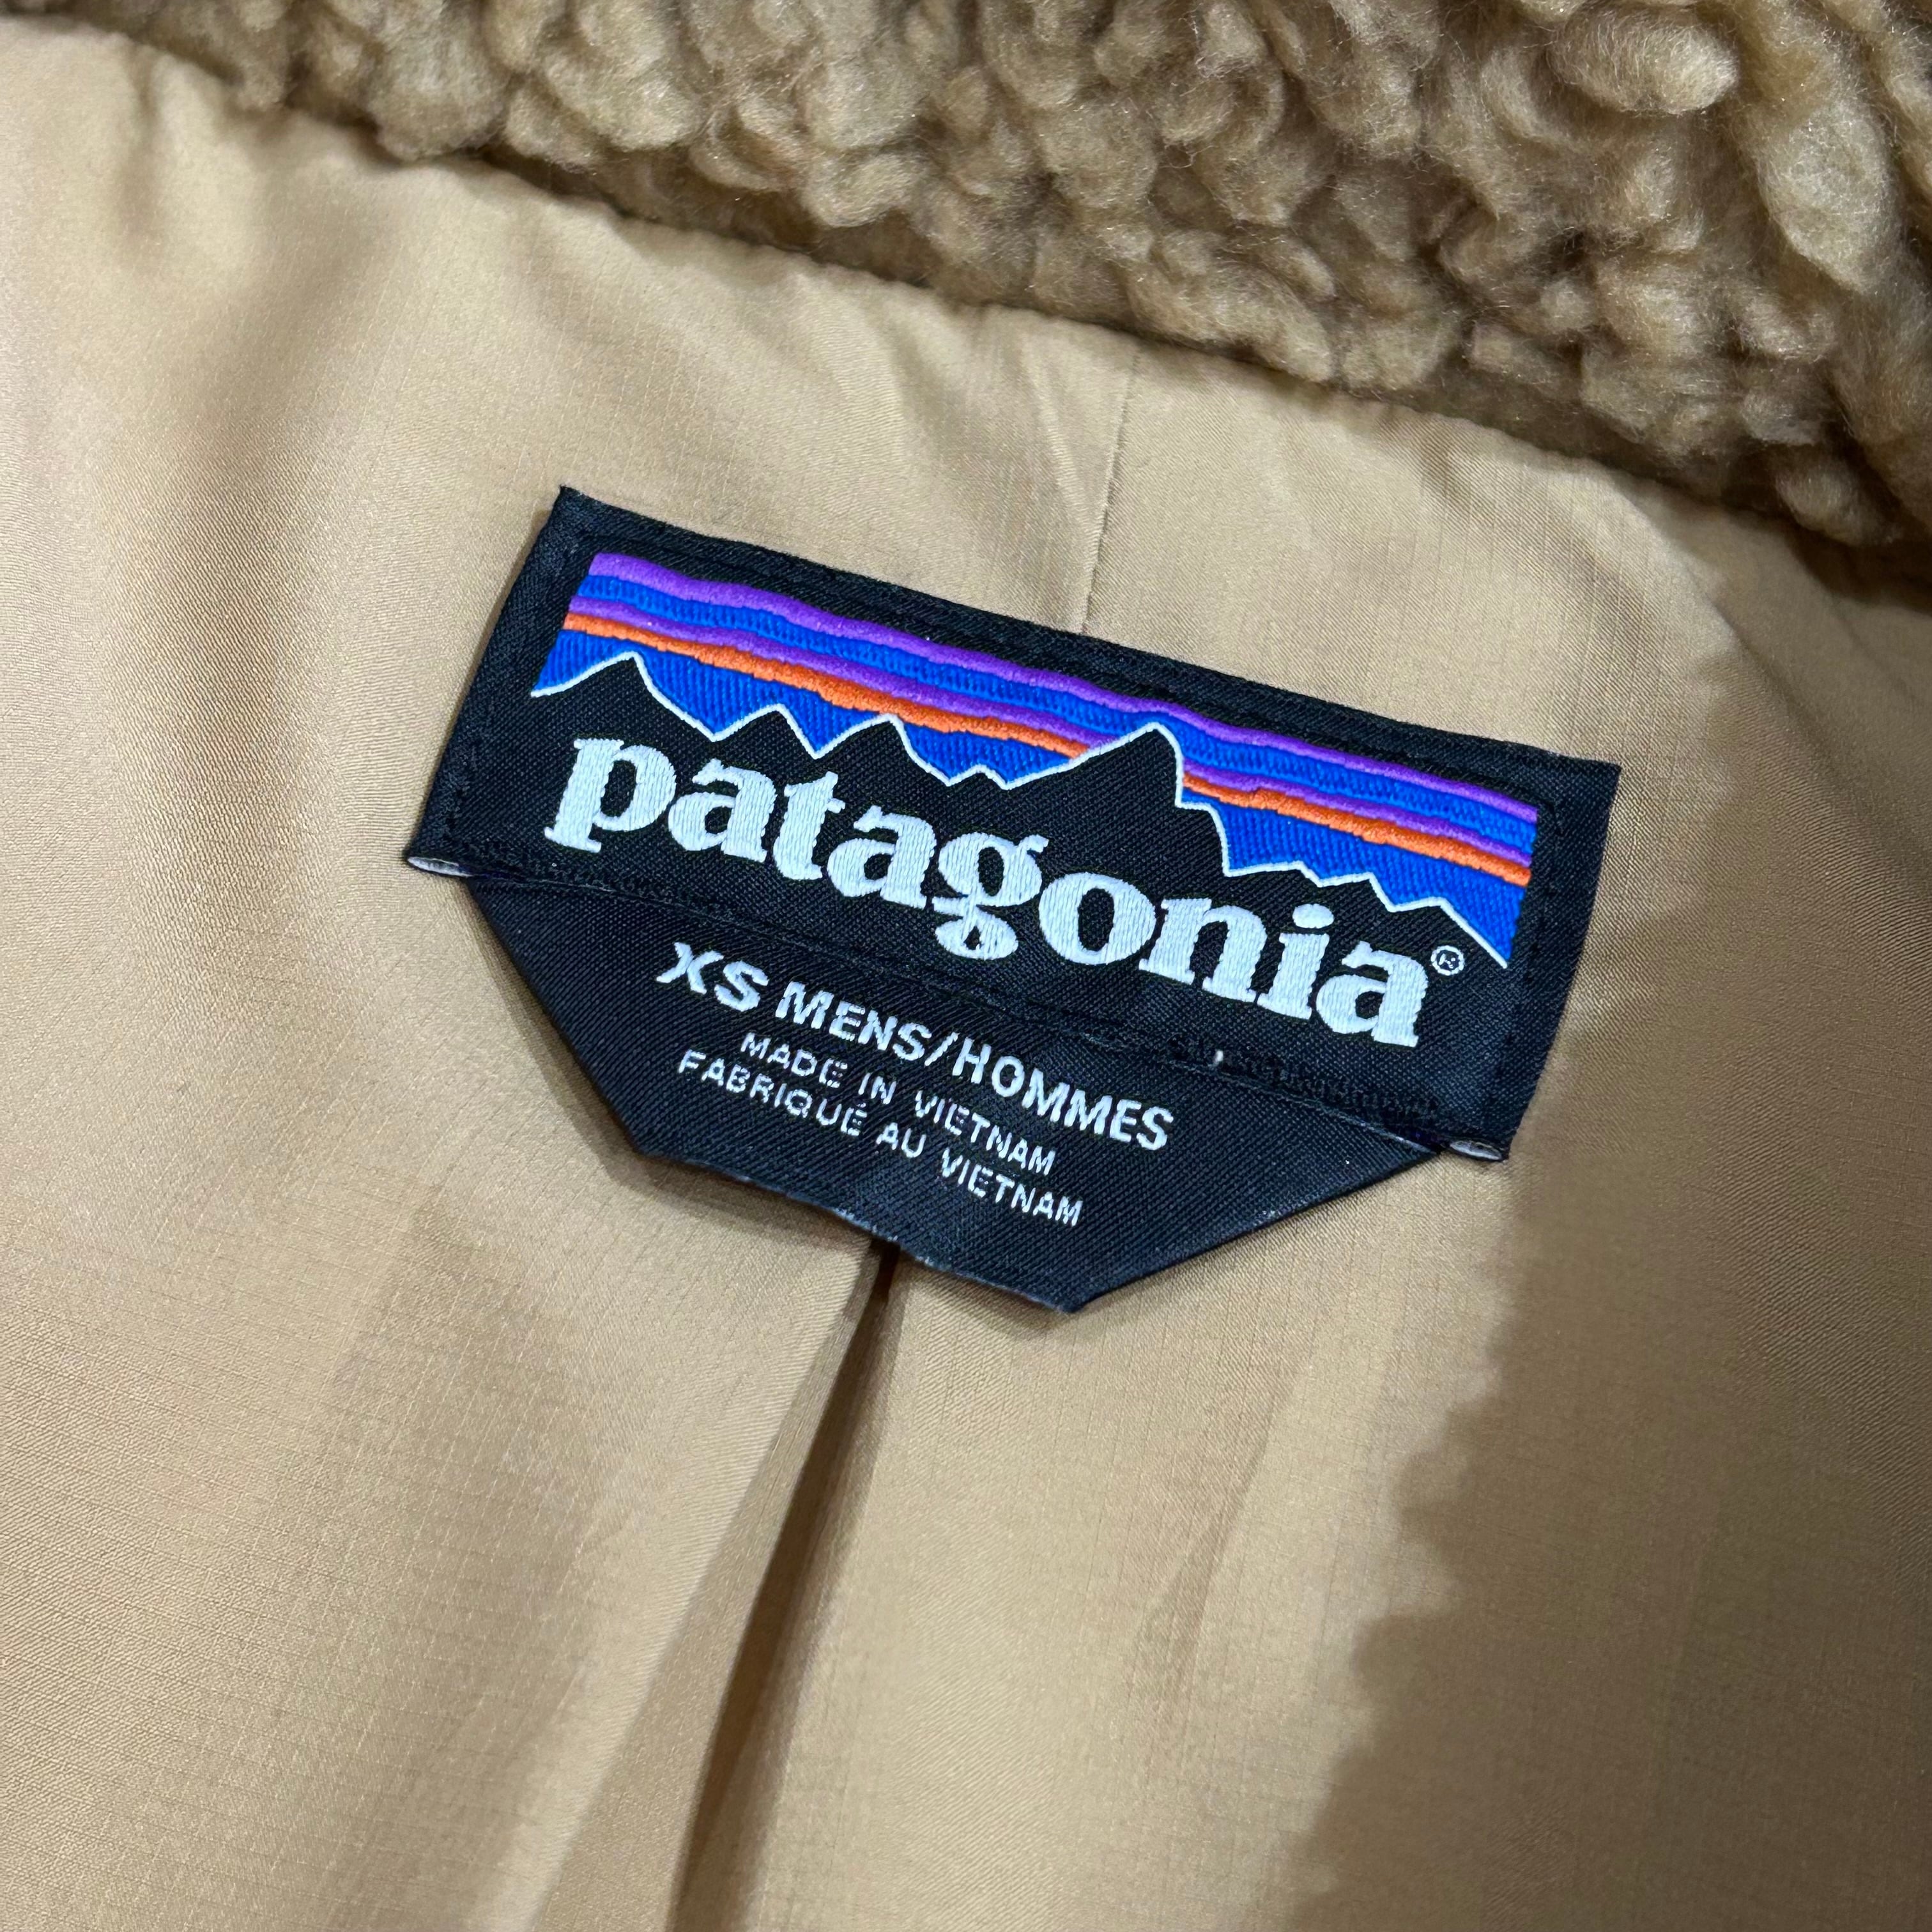 patagonia®
XS MENS/HOMMES
MADE IN VIETNAM
FABRIQUÉ AU VIETNAM